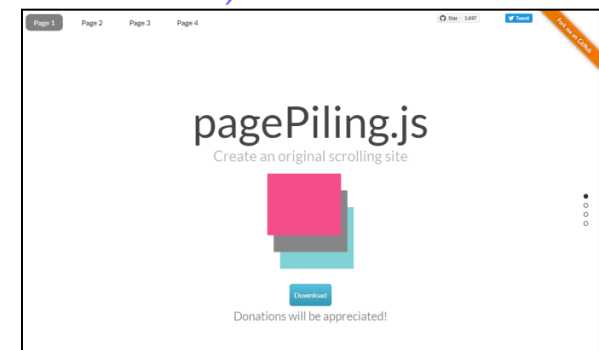 Page 1 Page 2 Page 3 Page 4 Star 3,697 Tweet
Fork me on GitHub
pagePiling.js
Create an original scrolling site
Download
Donations will be appreciated!